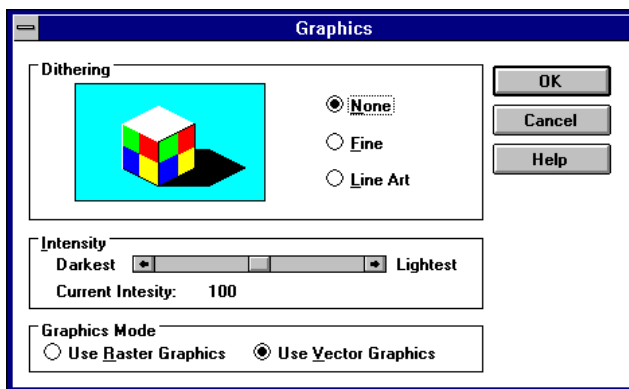 Graphics
Dithering
None
Fine
Line Art
OK
Cancel
Help
Intensity
Darkest Lightest
Current Intesity: 100
Graphics Mode
Use Raster Graphics Use Vector Graphics